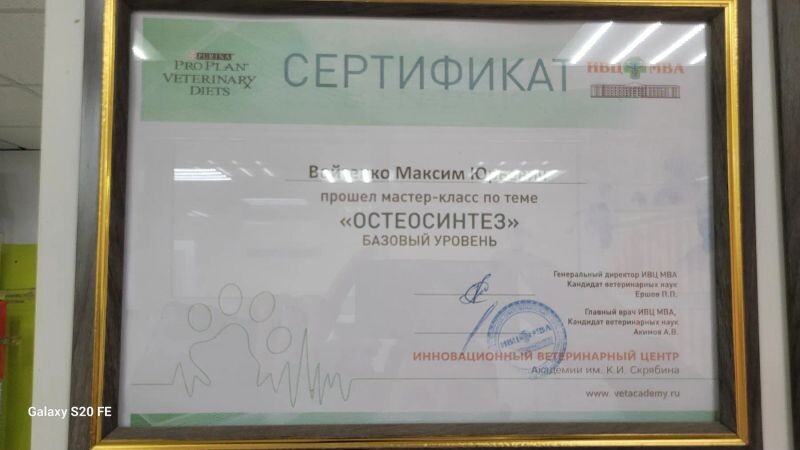 PURINA
PRO PLAN
VETERINARY
DIETS
СЕРТИФИКАТ
ИВЦ МВА
Максим
прошел мастер-класс по теме
«ОСТЕОСИНТЕЗ»
БАЗОВЫЙ УРОВЕНЬ
Генеральный директор ИВЦ МВА
Кандидат ветеринарных наук
Ершов П.П.
Главный врач ИВЦ МВА,
Кандидат ветеринарных наук
Акимов А.В.
ИВЦ МВА
ИННОВАЦИОННЫЙ ВЕТЕРИНАРНЫЙ ЦЕНТР
Академии им. К.И. Скрябина
www. vetacademy.ru
Galaxy S20 FE